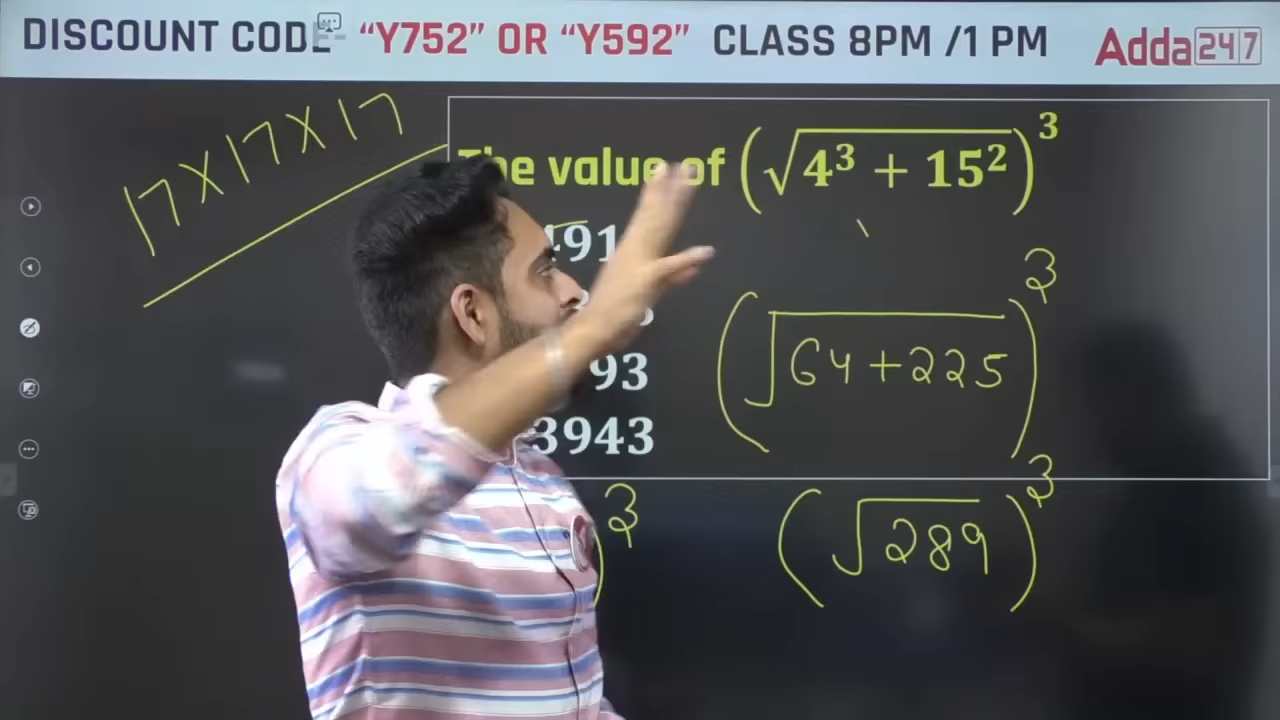 DISCOUNT CODE "Y752" OR "Y592" CLASS 8PM /1 PM
Adda247
17×17×17
The value of (√4³ + 15²)³
491
93
3943
(√64+225)³
)³
(√289)³